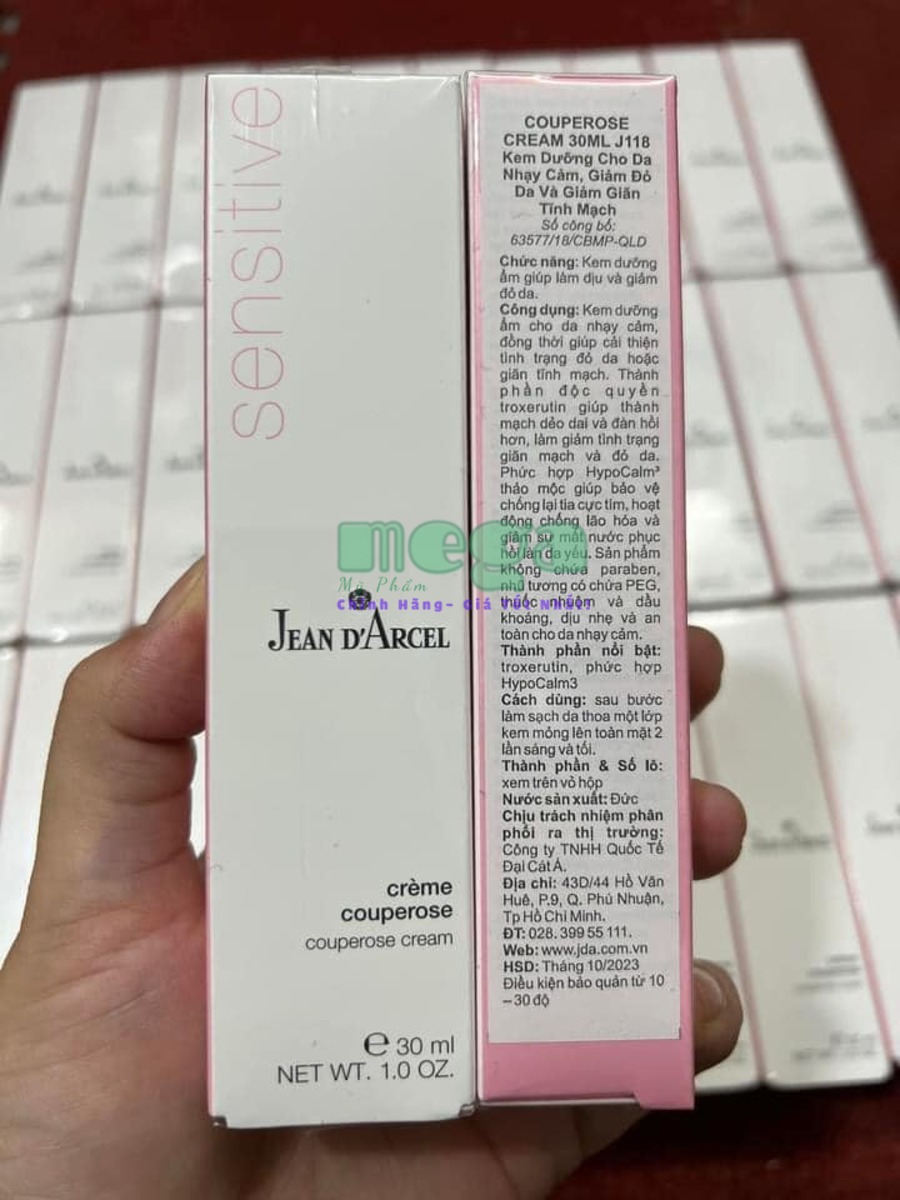 sensitive
JEAN D'ARCEL
crème
couperose
couperose cream
e 30 ml
NET WT. 1.0 OZ.
COUPEROSE
CREAM 30ML J118
Kem Dưỡng Cho Da
Nhạy Cảm, Giảm Đỏ
Da Và Giảm Giãn
Tĩnh Mạch
Số công bố:
63577/18/CBMP-QLD
Chức năng: Kem dưỡng
ẩm giúp làm dịu và giảm
đỏ da.
Công dụng: Kem dưỡng
ẩm cho da nhạy cảm,
đồng thời giúp cải thiện
tình trạng đỏ da hoặc
giãn tĩnh mạch. Thành
phần độc quyền
troxerutin giúp thành
mạch dẻo dai và đàn hồi
hơn, làm giảm tình trạng
giãn mạch và đỏ da.
Phức hợp HypoCalm³
thảo mộc giúp bảo vệ
chống lại tia cực tím, hoạt
động chống lão hóa và
giảm sự mất nước phục
hồi làn da yếu. Sản phẩm
không chứa paraben,
nhũ tương có chứa PEG,
thuốc nhuộm và dầu
khoáng, dịu nhẹ và an
toàn cho da nhạy cảm.
Thành phần nổi bật:
troxerutin, phức hợp
HypoCalm3
Cách dùng: sau bước
làm sạch da thoa một lớp
kem mỏng lên toàn mặt 2
lần sáng và tối.
Thành phần & Số lô:
xem trên vỏ hộp
Nước sản xuất: Đức
Chịu trách nhiệm phân
phối ra thị trường:
Công ty TNHH Quốc Tế
Đại Cát Á.
Địa chỉ: 43D/44 Hồ Văn
Huê, P.9, Q. Phú Nhuận,
Tp Hồ Chí Minh.
ĐT: 028. 399 55 111.
Web: www.jda.com.vn
HSD: Tháng 10/2023
Điều kiện bảo quản từ 10
– 30 độ
mega
Mỹ Phẩm
Chính Hãng- Giá Tốt Nhất!